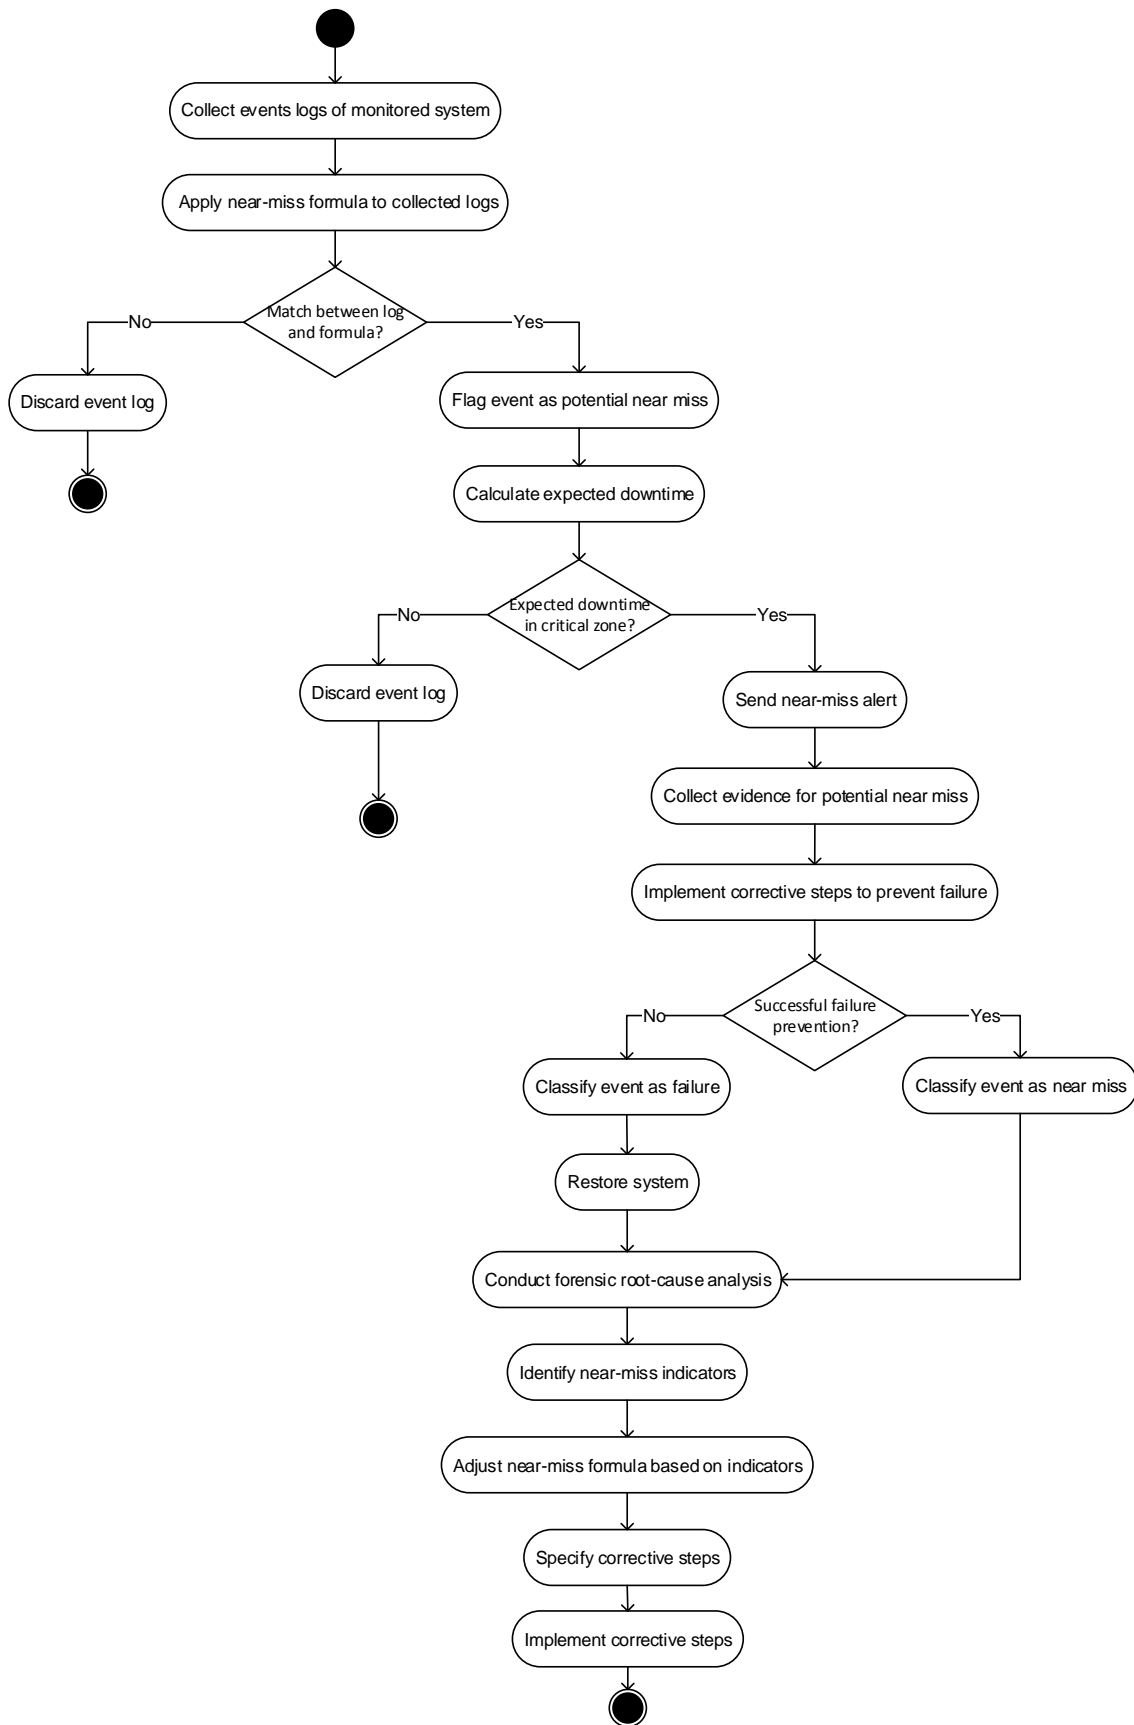 Collect events logs of monitored system
Apply near-miss formula to collected logs
Match between log
and formula?
No
Yes
Discard event log
Flag event as potential near miss
Calculate expected downtime
Expected downtime
in critical zone?
No
Yes
Discard event log
Send near-miss alert
Collect evidence for potential near miss
Implement corrective steps to prevent failure
Successful failure
prevention?
No
Yes
Classify event as failure
Classify event as near miss
Restore system
Conduct forensic root-cause analysis
Identify near-miss indicators
Adjust near-miss formula based on indicators
Specify corrective steps
Implement corrective steps